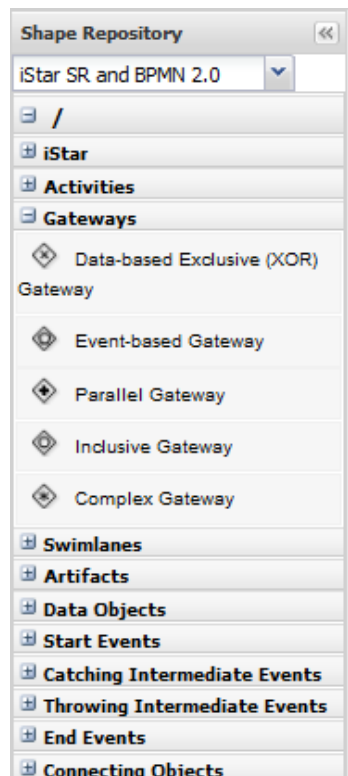 Shape Repository
iStar SR and BPMN 2.0
/
iStar
Activities
Gateways
Data-based Exclusive (XOR)
Gateway
Event-based Gateway
Parallel Gateway
Inclusive Gateway
Complex Gateway
Swimlanes
Artifacts
Data Objects
Start Events
Catching Intermediate Events
Throwing Intermediate Events
End Events
Connecting Objects